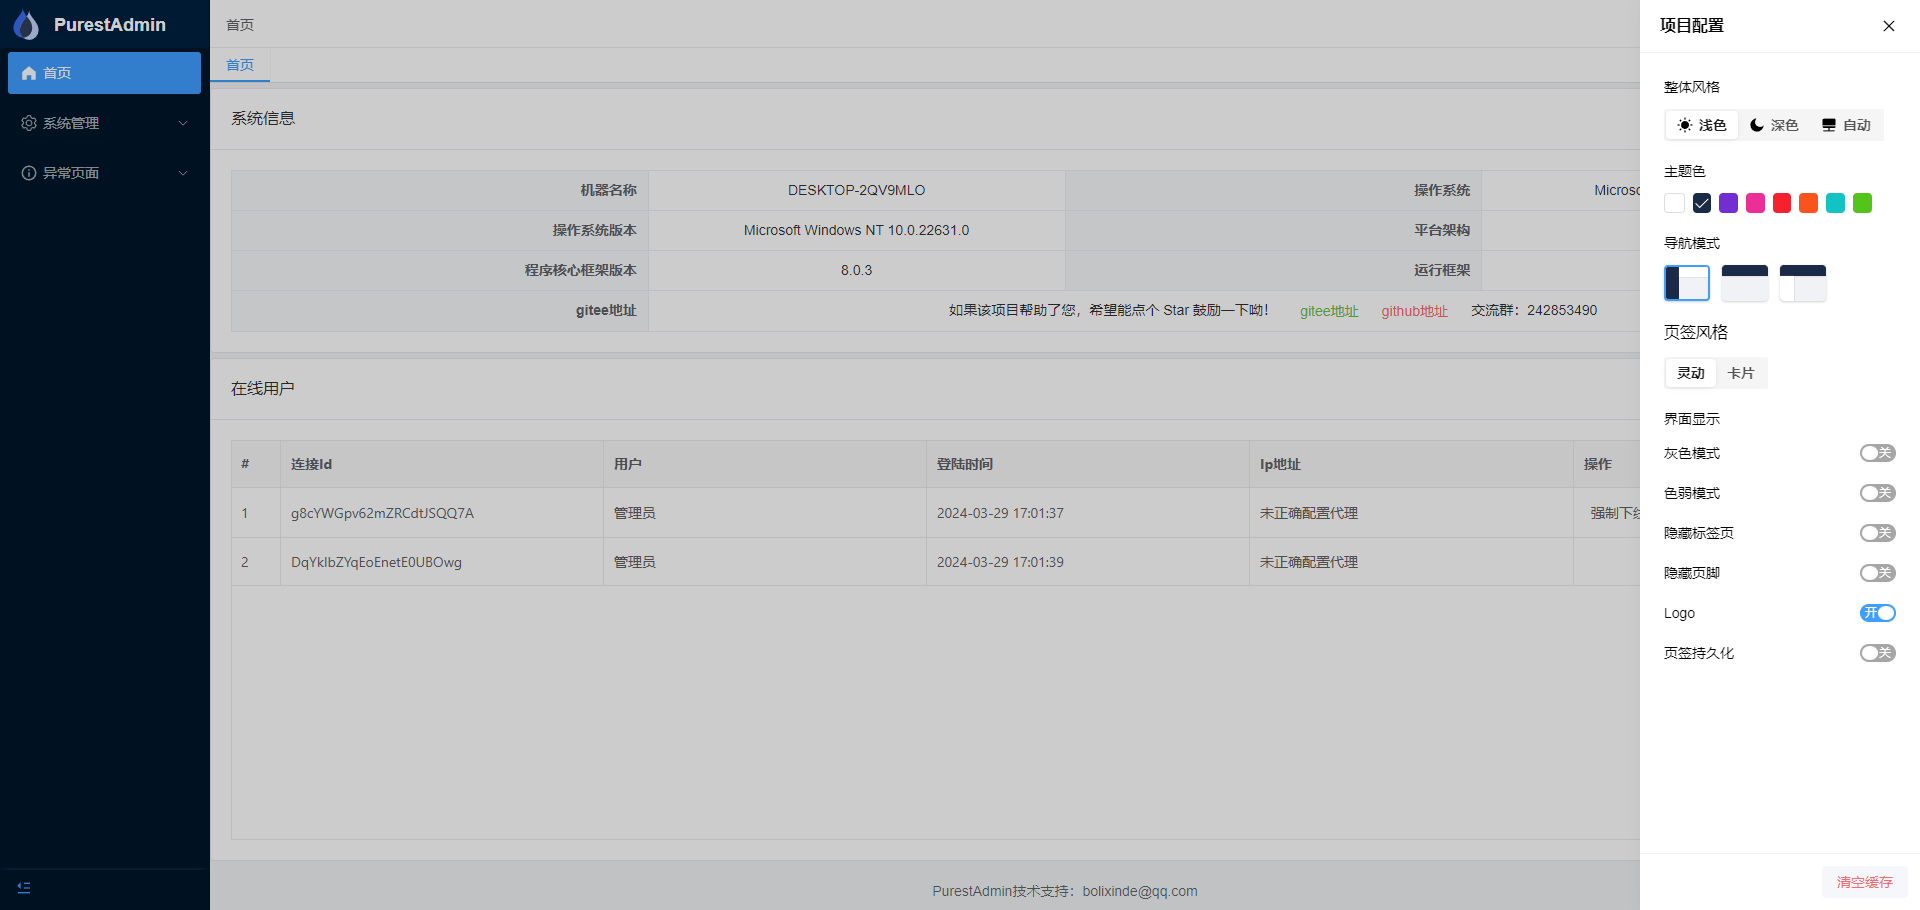 PurestAdmin
首页
系统管理
异常页面
首页
首页
系统信息
机器名称 DESKTOP-2QV9MLO 操作系统
操作系统版本 Microsoft Windows NT 10.0.22631.0 平台架构
程序核心框架版本 8.0.3 运行框架
gitee地址 如果该项目帮助了您，希望能点个 Star 鼓励一下呦！ gitee地址 github地址 交流群：242853490
在线用户
# 连接Id 用户 登陆时间 Ip地址 操作
1 g8cYWGpv62mZRCdtJSQQ7A 管理员 2024-03-29 17:01:37 未正确配置代理 强制下
2 DqYkIbZYqEoEnetE0UBOwg 管理员 2024-03-29 17:01:39 未正确配置代理
PurestAdmin技术支持：bolixinde@qq.com
项目配置
整体风格
浅色 深色 自动
主题色
导航模式
页签风格
灵动 卡片
界面显示
灰色模式 关
色弱模式 关
隐藏标签页 关
隐藏页脚 关
Logo 开
页签持久化 关
清空缓存